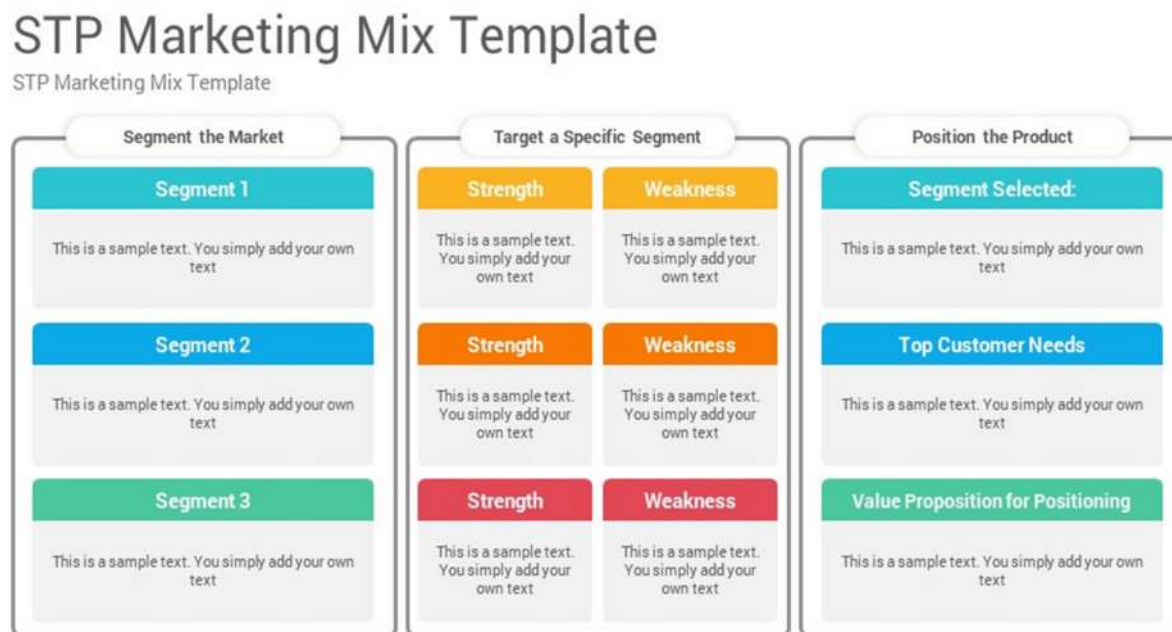 STP Marketing Mix Template
STP Marketing Mix Template
Segment the Market
Segment 1
This is a sample text. You simply add your own
text
Segment 2
This is a sample text. You simply add your own
text
Segment 3
This is a sample text. You simply add your own
text
Target a Specific Segment
Strength
This is a sample text.
You simply add your
own text
Weakness
This is a sample text.
You simply add your
own text
Strength
This is a sample text.
You simply add your
own text
Weakness
This is a sample text.
You simply add your
own text
Strength
This is a sample text.
You simply add your
own text
Weakness
This is a sample text.
You simply add your
own text
Position the Product
Segment Selected:
This is a sample text. You simply add your own
text
Top Customer Needs
This is a sample text. You simply add your own
text
Value Proposition for Positioning
This is a sample text. You simply add your own
text